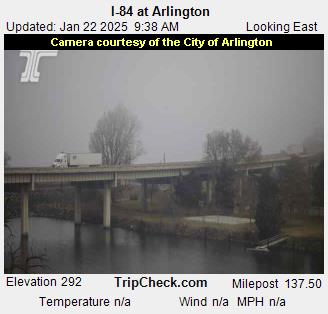 I-84 at Arlington
Updated: Jan 22 2025 9:38 AM Looking East
Camera courtesy of the City of Arlington
Elevation 292 TripCheck.com Milepost 137.50
Temperature n/a Wind n/a MPH n/a